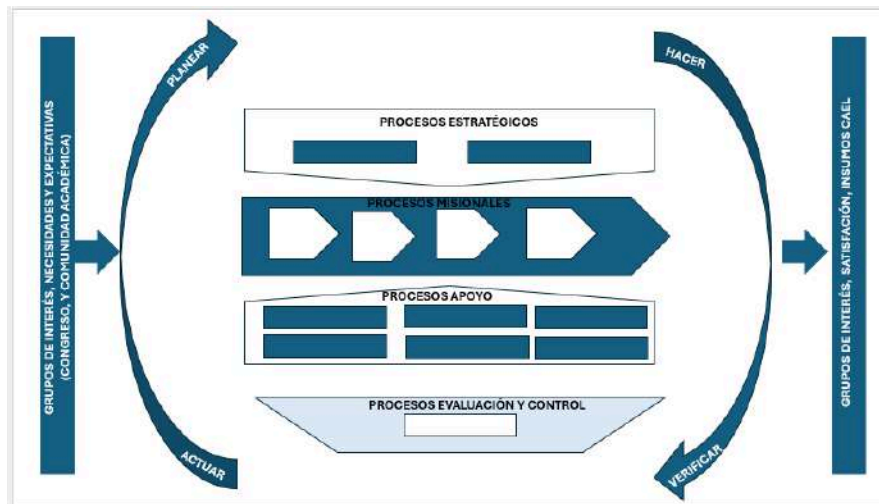 GRUPOS DE INTERÉS, NECESIDADES Y EXPECTATIVAS
(CONGRESO, Y COMUNIDAD ACADÉMICA)
PLANEAR
HACER
PROCESOS ESTRATÉGICOS
PROCESOS MISIONALES
PROCESOS APOYO
PROCESOS EVALUACIÓN Y CONTROL
ACTUAR
VERIFICAR
GRUPOS DE INTERÉS, SATISFACCIÓN, INSUMOS CAEL